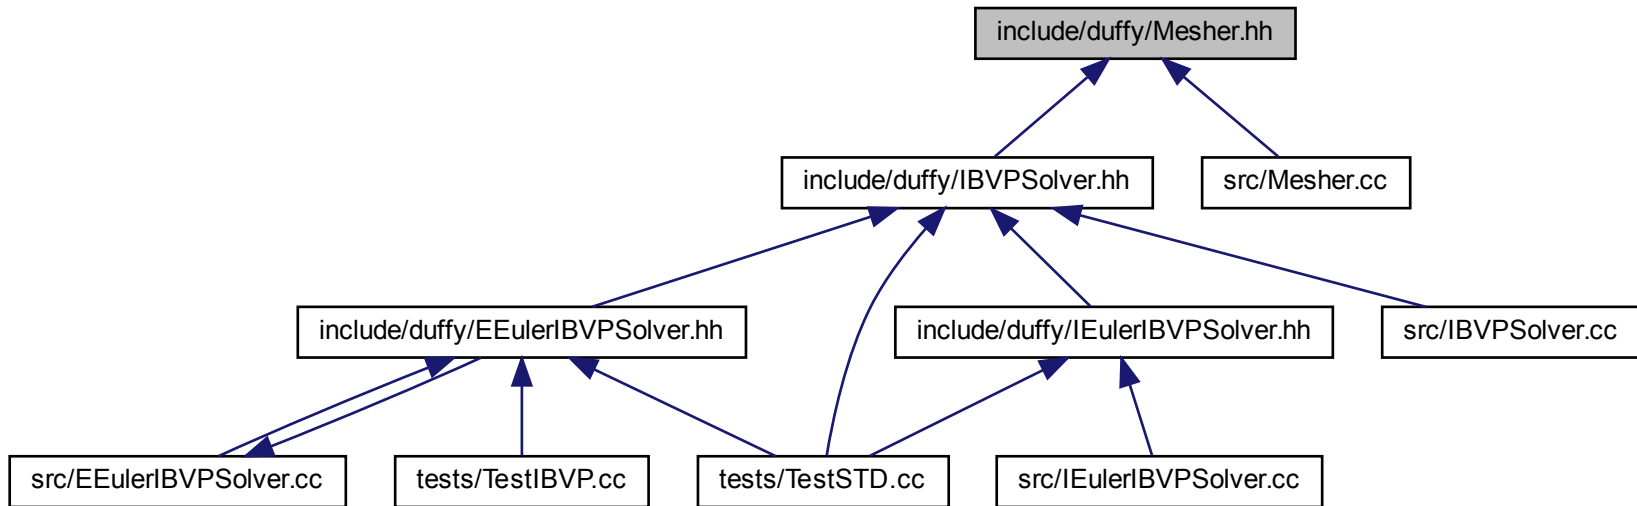 include/duffy/Mesher.hh
include/duffy/IBVPSolver.hh
src/Mesher.cc
include/duffy/EEulerIBVPSolver.hh
include/duffy/IEulerIBVPSolver.hh
src/IBVPSolver.cc
src/EEulerIBVPSolver.cc
tests/TestIBVP.cc
tests/TestSTD.cc
src/IEulerIBVPSolver.cc